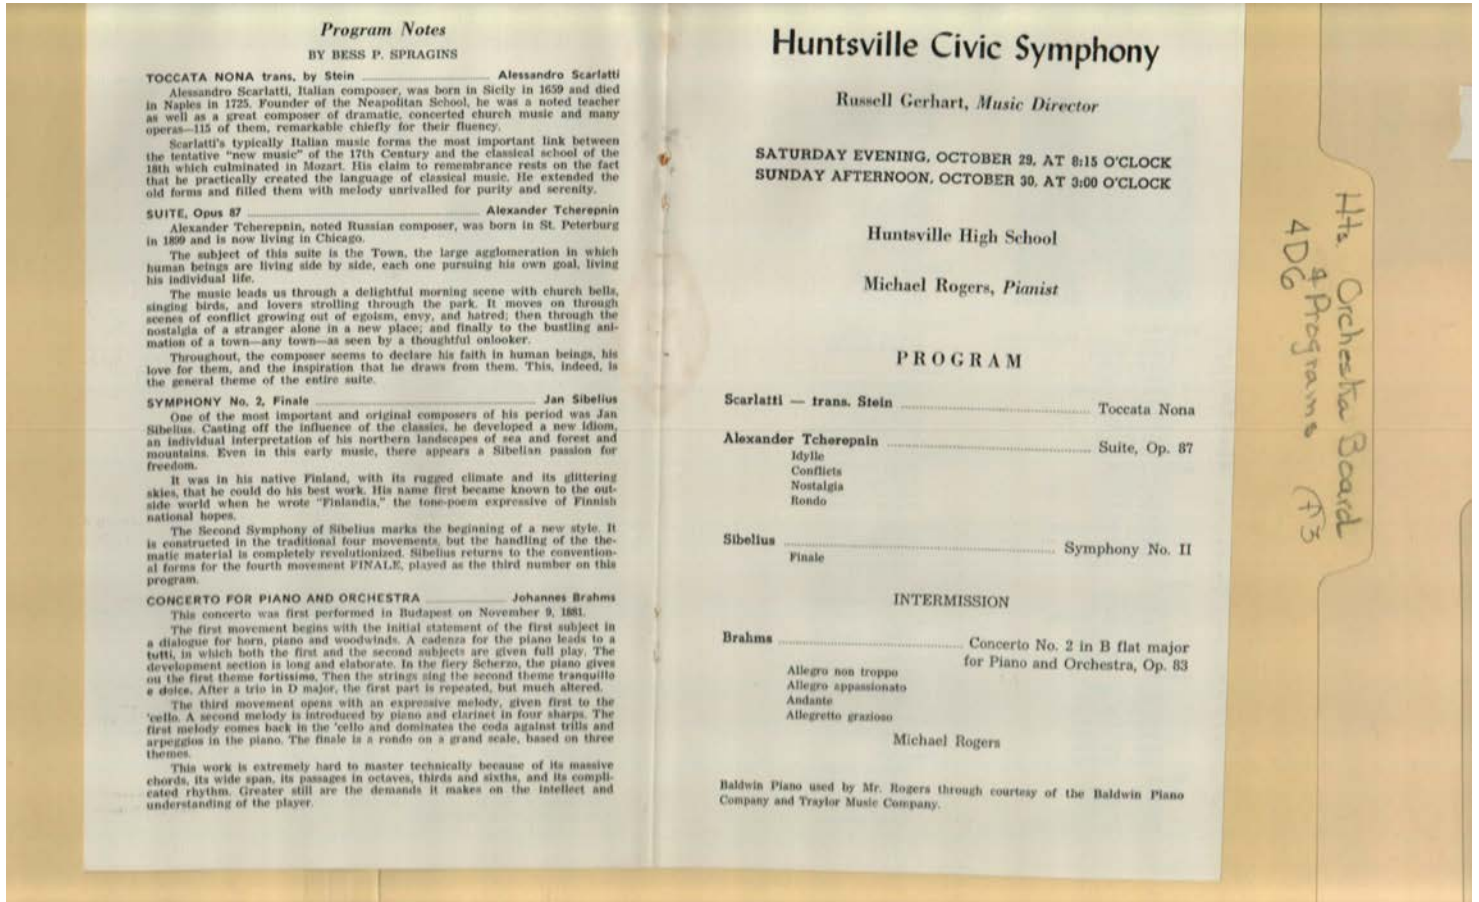 Program Notes
BY BESS P. SPRAGINS
TOCCATA NONA trans. by Stein Alessandro Scarlatti
Alessandro Scarlatti, Italian composer, was born in Sicily in 1659 and died
in Naples in 1725. Founder of the Neapolitan School, he was a noted teacher
as well as a great composer of dramatic, concerted church music and many
operas—115 of them, remarkable chiefly for their fluency.
Scarlatti's typically Italian music forms the most important link between
the tentative "new music" of the 17th Century and the classical school of the
18th which culminated in Mozart. His claim to remembrance rests on the fact
that he practically created the language of classical music. He extended the
old forms and filled them with melody unrivalled for purity and serenity.
SUITE, Opus 87 Alexander Tcherepnin
Alexander Tcherepnin, noted Russian composer, was born in St. Peterburg
in 1899 and is now living in Chicago.
The subject of this suite is the Town, the large agglomeration in which
human beings are living side by side, each one pursuing his own goal, living
his individual life.
The music leads us through a delightful morning scene with church bells,
singing birds, and lovers strolling through the park. It moves on through
scenes of conflict growing out of egoism, envy, and hatred; then through the
nostalgia of a stranger alone in a new place; and finally to the bustling ani-
mation of a town—any town—as seen by a thoughtful onlooker.
Throughout, the composer seems to declare his faith in human beings, his
love for them, and the inspiration that he draws from them. This, indeed, is
the general theme of the entire suite.
SYMPHONY No. 2, Finale Jan Sibelius
One of the most important and original composers of his period was Jan
Sibelius. Casting off the influence of the classics, he developed a new idiom,
an individual interpretation of his northern landscapes of sea and forest and
mountains. Even in this early music, there appears a Sibelian passion for
freedom.
It was in his native Finland, with its rugged climate and its glittering
skies, that he could do his best work. His name first became known to the out-
side world when he wrote "Finlandia," the tone-poem expressive of Finnish
national hopes.
The Second Symphony of Sibelius marks the beginning of a new style. It
is constructed in the traditional four movements, but the handling of the the-
matic material is completely revolutionized. Sibelius returns to the convention-
al forms for the fourth movement FINALE, played as the third number on this
program.
CONCERTO FOR PIANO AND ORCHESTRA Johannes Brahms
This concerto was first performed in Budapest on November 9, 1881.
The first movement begins with the initial statement of the first subject in
a dialogue for horn, piano and woodwinds. A cadenza for the piano leads to a
tutti, in which both the first and the second subjects are given full play. The
development section is long and elaborate. In the fiery Scherzo, the piano gives
ou the first theme fortissimo. Then the strings sing the second theme tranquillo
e dolce. After a trio in D major, the first part is repeated, but much altered.
The third movement opens with an expressive melody, given first to the
'cello. A second melody is introduced by piano and clarinet in four sharps. The
first melody comes back in the 'cello and dominates the coda against trills and
arpeggios in the piano. The finale is a rondo on a grand scale, based on three
themes.
This work is extremely hard to master technically because of its massive
chords, its wide span, its passages in octaves, thirds and sixths, and its compli-
cated rhythm. Greater still are the demands it makes on the intellect and
understanding of the player.
Huntsville Civic Symphony
Russell Gerhart, Music Director
SATURDAY EVENING, OCTOBER 29, AT 8:15 O'CLOCK
SUNDAY AFTERNOON, OCTOBER 30, AT 3:00 O'CLOCK
Huntsville High School
Michael Rogers, Pianist
PROGRAM
Scarlatti — trans. Stein Toccata Nona
Alexander Tcherepnin Suite, Op. 87
Idylle
Conflicts
Nostalgia
Rondo
Sibelius Symphony No. II
Finale
INTERMISSION
Brahms Concerto No. 2 in B flat major
for Piano and Orchestra, Op. 83
Allegro non troppo
Allegro appassionato
Andante
Allegretto grazioso
Michael Rogers
Baldwin Piano used by Mr. Rogers through courtesy of the Baldwin Piano
Company and Traylor Music Company.
Hts. Orchestra Board
& Programs
4D6